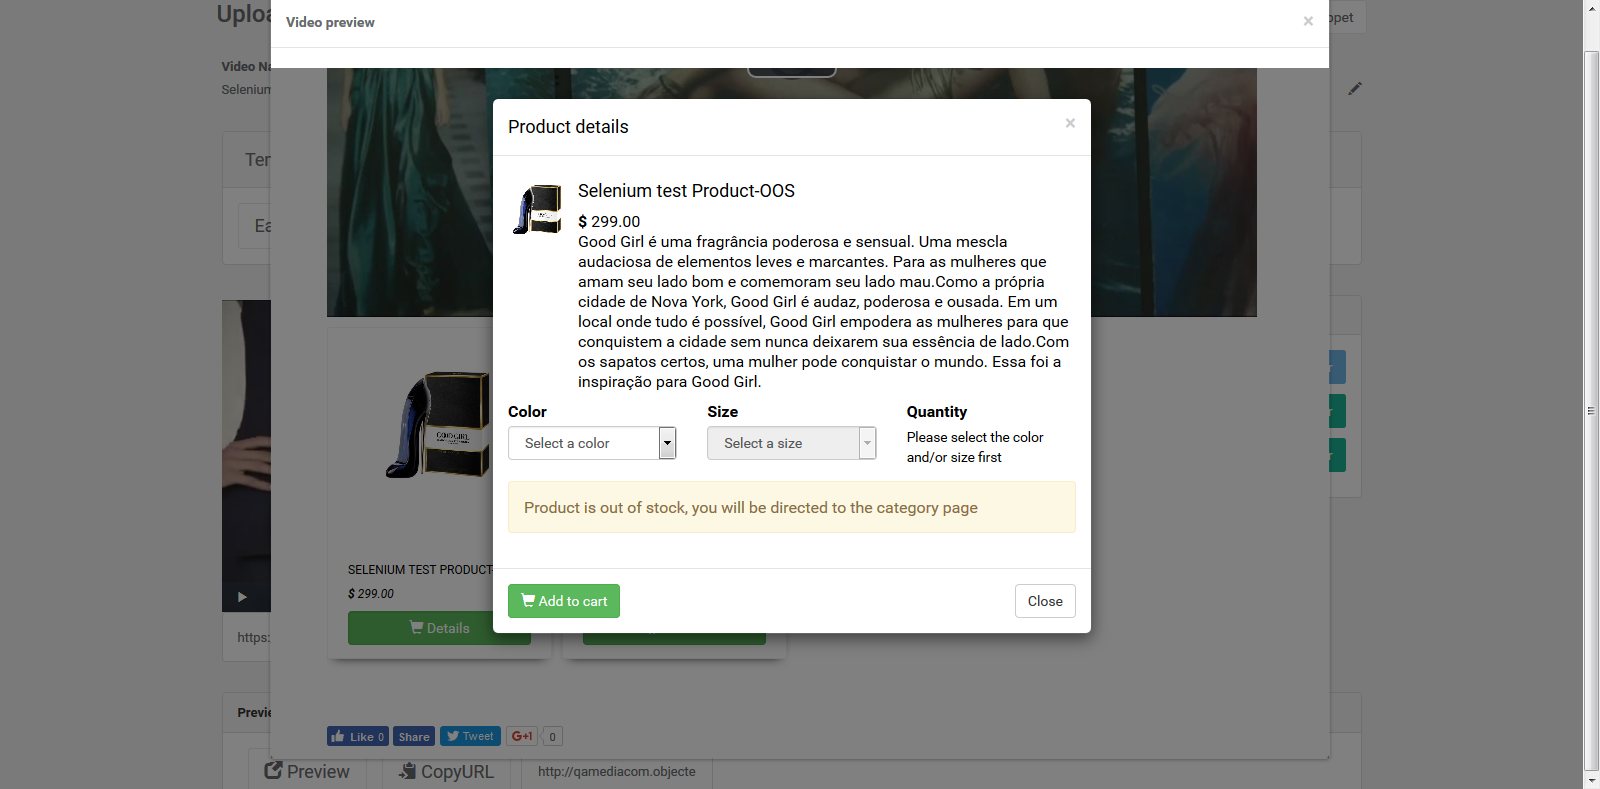 Video preview
×
Video Na
Selenium
Product details
×
Selenium test Product-OOS
$ 299.00
Good Girl é uma fragrância poderosa e sensual. Uma mescla
audaciosa de elementos leves e marcantes. Para as mulheres que
amam seu lado bom e comemoram seu lado mau.Como a própria
cidade de Nova York, Good Girl é audaz, poderosa e ousada. Em um
local onde tudo é possível, Good Girl empodera as mulheres para que
conquistem a cidade sem nunca deixarem sua essência de lado.Com
os sapatos certos, uma mulher pode conquistar o mundo. Essa foi a
inspiração para Good Girl.
Color
Size
Quantity
Select a color
Select a size
Please select the color
and/or size first
Product is out of stock, you will be directed to the category page
Add to cart
Close
GOOD GIRL
SELENIUM TEST PRODUCT-
$ 299.00
Details
https:
Previe
Like 0
Share
Tweet
G+1
0
Preview
CopyURL
http://qamediacom.objecte